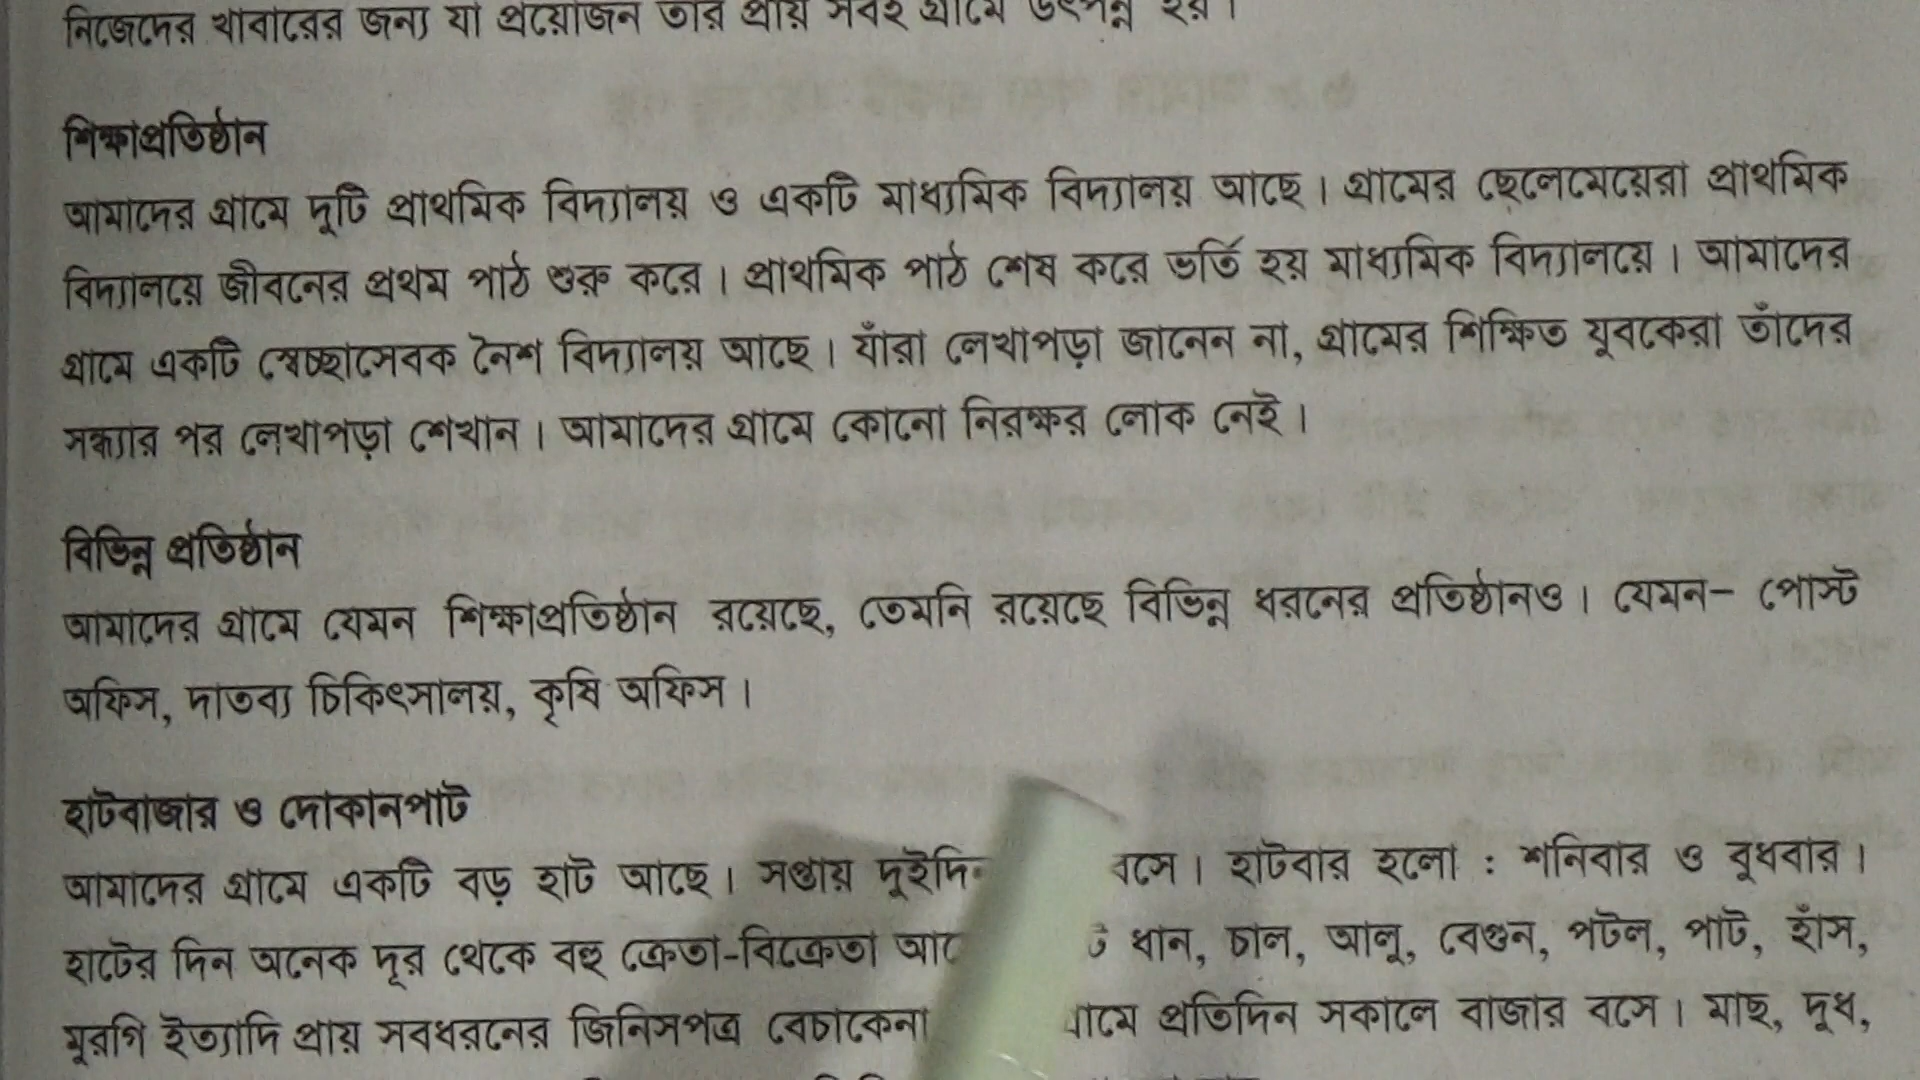 নিজেদের খাবারের জন্য যা প্রয়োজন তার প্রায় সবই গ্রামে উৎপন্ন হয়।
শিক্ষাপ্রতিষ্ঠান
আমাদের গ্রামে দুটি প্রাথমিক বিদ্যালয় ও একটি মাধ্যমিক বিদ্যালয় আছে। গ্রামের ছেলেমেয়েরা প্রাথমিক
বিদ্যালয়ে জীবনের প্রথম পাঠ শুরু করে। প্রাথমিক পাঠ শেষ করে ভর্তি হয় মাধ্যমিক বিদ্যালয়ে। আমাদের
গ্রামে একটি স্বেচ্ছাসেবক নৈশ বিদ্যালয় আছে। যাঁরা লেখাপড়া জানেন না, গ্রামের শিক্ষিত যুবকেরা তাঁদের
সন্ধ্যার পর লেখাপড়া শেখান। আমাদের গ্রামে কোনো নিরক্ষর লোক নেই।
বিভিন্ন প্রতিষ্ঠান
আমাদের গ্রামে যেমন শিক্ষাপ্রতিষ্ঠান রয়েছে, তেমনি রয়েছে বিভিন্ন ধরনের প্রতিষ্ঠানও। যেমন– পোস্ট
অফিস, দাতব্য চিকিৎসালয়, কৃষি অফিস।
হাটবাজার ও দোকানপাট
আমাদের গ্রামে একটি বড় হাট আছে। সপ্তায় বসে। হাটবার হলো : শনিবার ও বুধবার।
হাটের দিন অনেক দূর থেকে বহু ক্রেতা-বিক্রেতা ধান, চাল, আলু, বেগুন, পটল, পাট, হাঁস,
মুরগি ইত্যাদি প্রায় সবধরনের জিনিসপত্র বেচাকেনা প্রতিদিন সকালে বাজার বসে। মাছ, দুধ,